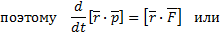 поэтому d/dt [r̅ · p̅] = [r̅ · F̅] или